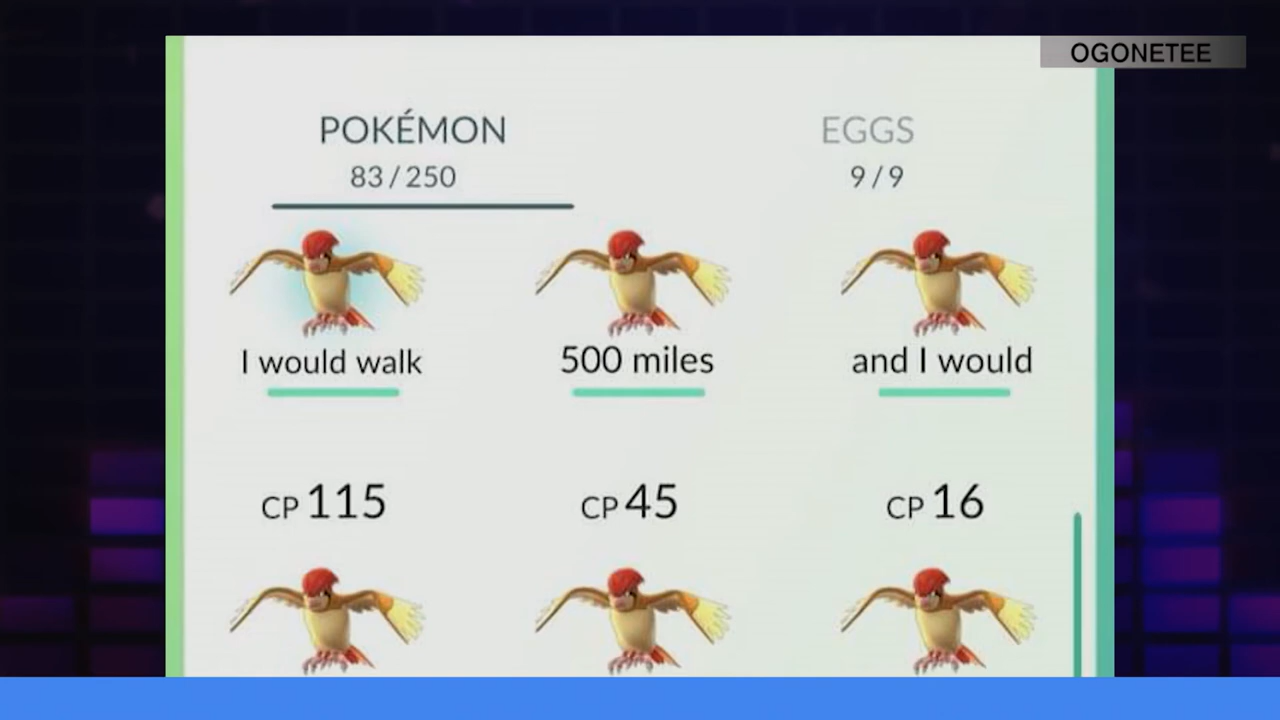 OGONETEE
POKÉMON EGGS
83 / 250 9 / 9
I would walk 500 miles and I would
CP 115 CP 45 CP 16